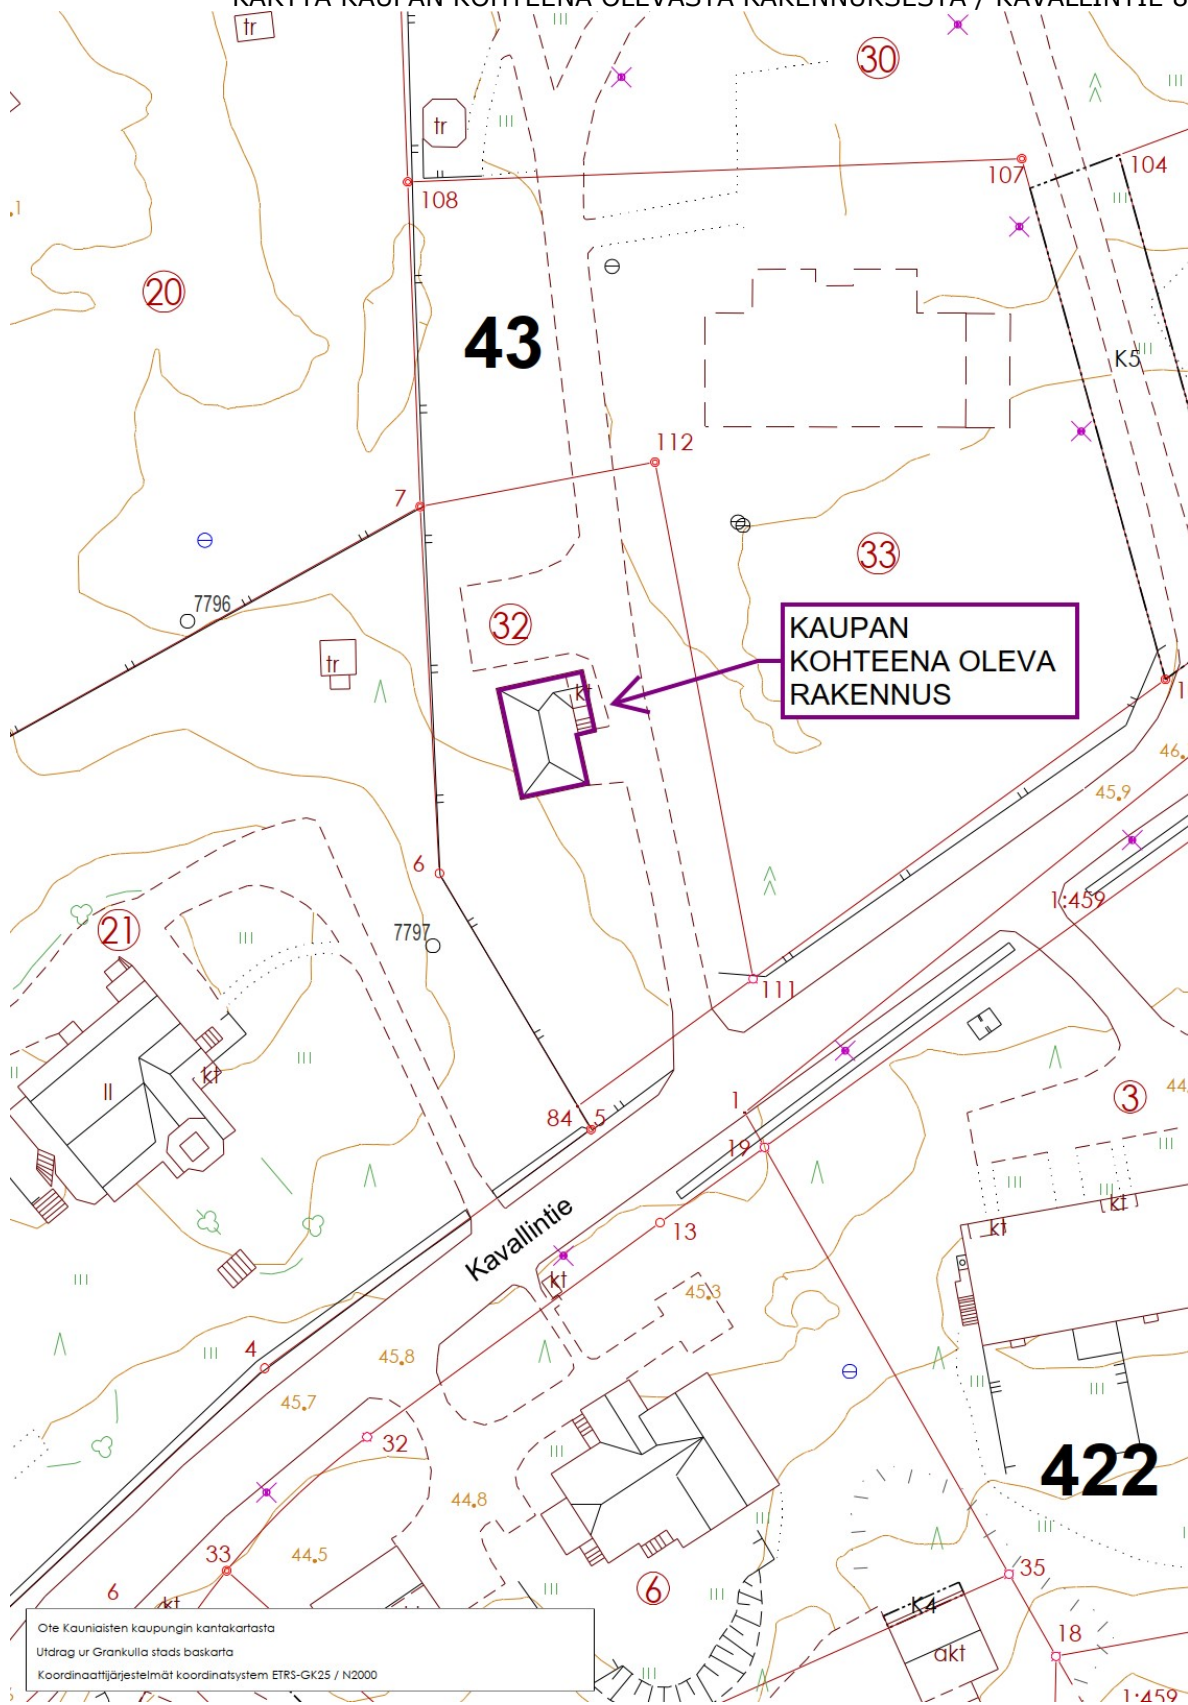 KARTTA KAUPAN KOHTEENA OLEVASTA RAKENNUKSESTA / KAVALLINTIE 8
tr
30
tr
107
104
108
.1
20
43
K5
112
7
33
7796
32
KAUPAN
KOHTEENA OLEVA
RAKENNUS
tr
kt
1
46.
45.9
6
1:459
21
7797
111
II
kt
84
5
1.
3
44.
19
kt
kt
13
Kavallintie
kt
45.3
4
45.8
45.7
32
422
44.8
33
44.5
35
6
6
kt
K4
18
akt
1:459
Ote Kauniaisten kaupungin kantakartasta
Utdrag ur Grankulla stads baskarta
Koordinaattijärjestelmät koordinatsystem ETRS-GK25 / N2000